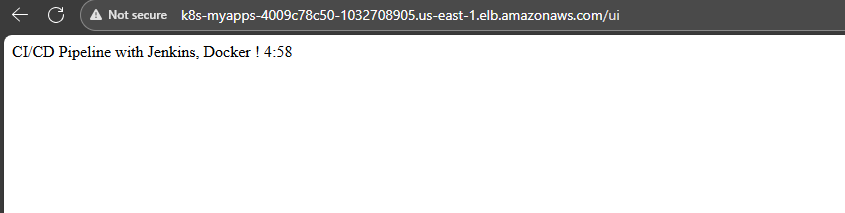 Not secure k8s-myapps-4009c78c50-1032708905.us-east-1.elb.amazonaws.com/ui
CI/CD Pipeline with Jenkins, Docker ! 4:58